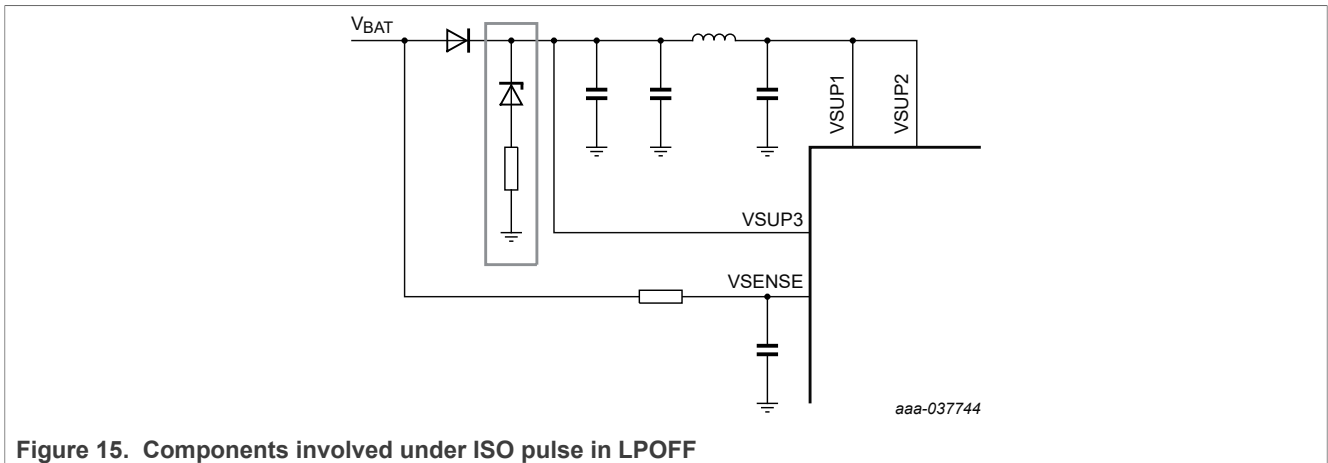 VBAT
VSUP1
VSUP2
VSUP3
VSENSE
aaa-037744
Figure 15. Components involved under ISO pulse in LPOFF